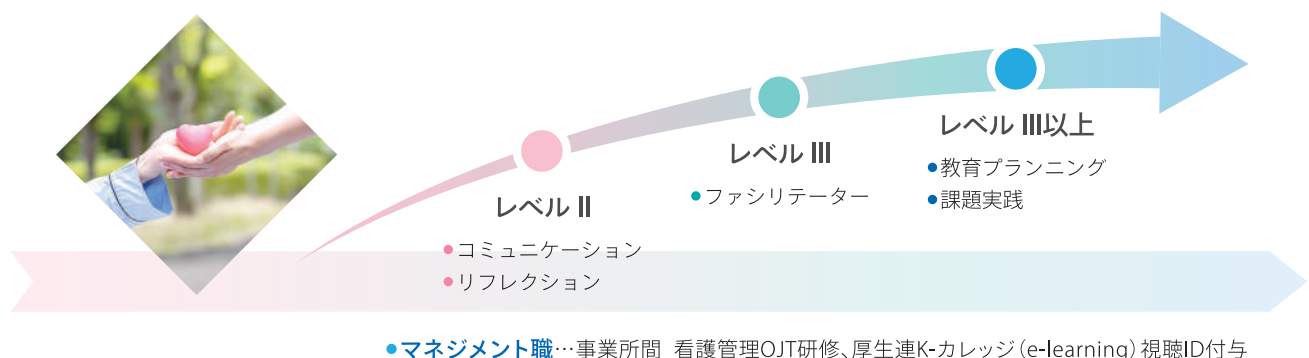 レベル Ⅱ
●コミュニケーション
●リフレクション
レベル Ⅲ
●ファシリテーター
レベル Ⅲ以上
●教育プランニング
●課題実践
●マネジメント職…事業所間 看護管理OJT研修、厚生連K-カレッジ（e-learning）視聴ID付与